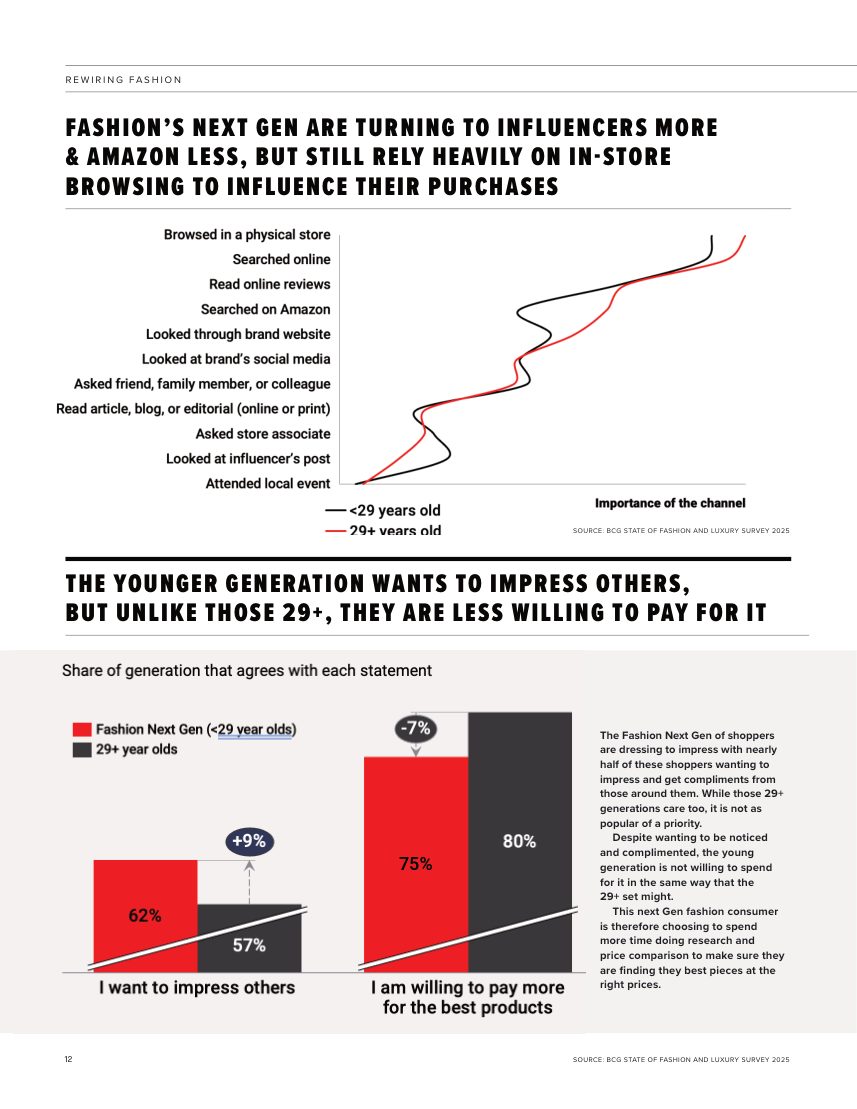 REWIRING FASHION
FASHION'S NEXT GEN ARE TURNING TO INFLUENCERS MORE
& AMAZON LESS, BUT STILL RELY HEAVILY ON IN-STORE
BROWSING TO INFLUENCE THEIR PURCHASES
Browsed in a physical store
Searched online
Read online reviews
Searched on Amazon
Looked through brand website
Looked at brand's social media
Asked friend, family member, or colleague
Read article, blog, or editorial (online or print)
Asked store associate
Looked at influencer's post
Attended local event
Importance of the channel
<29 years old
29+ years old
SOURCE: BCG STATE OF FASHION AND LUXURY SURVEY 2025
THE YOUNGER GENERATION WANTS TO IMPRESS OTHERS,
BUT UNLIKE THOSE 29+, THEY ARE LESS WILLING TO PAY FOR IT
Share of generation that agrees with each statement
Fashion Next Gen (<29 year olds)
29+ year olds
+9%
62%
57%
I want to impress others
-7%
75%
80%
I am willing to pay more
for the best products
The Fashion Next Gen of shoppers
are dressing to impress with nearly
half of these shoppers wanting to
impress and get compliments from
those around them. While those 29+
generations care too, it is not as
popular of a priority.
Despite wanting to be noticed
and complimented, the young
generation is not willing to spend
for it in the same way that the
29+ set might.
This next Gen fashion consumer
is therefore choosing to spend
more time doing research and
price comparison to make sure they
are finding they best pieces at the
right prices.
12
SOURCE: BCG STATE OF FASHION AND LUXURY SURVEY 2025